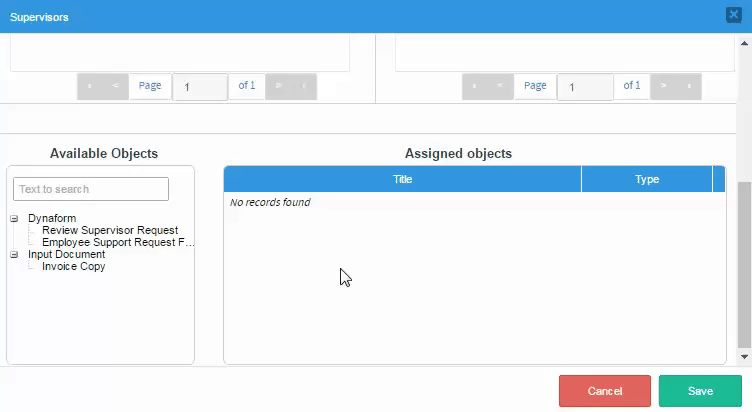 Supervisors
« < Page 1 of 1 » ›
‹ < Page 1 of 1 > ›
Available Objects
Assigned objects
Text to search
Title Type
No records found
Dynaform
Review Supervisor Request
Employee Support Request F...
Input Document
Invoice Copy
Cancel Save